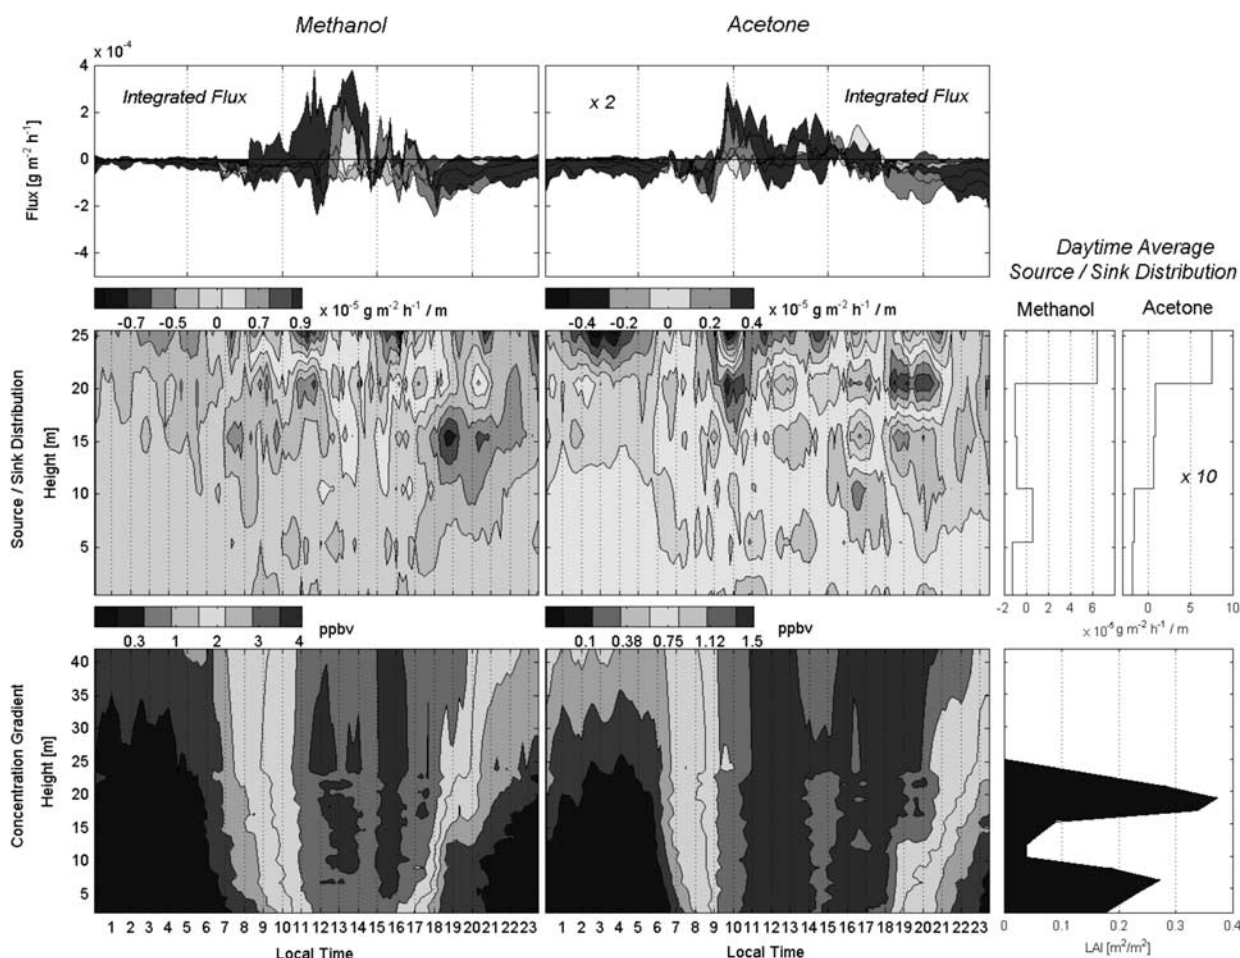 Methanol
Acetone
x 10⁻⁴
4
2
0
-2
-4
Flux [g m⁻² h⁻¹]
Integrated Flux
x 2
Integrated Flux
-0.7 -0.5 0 0.7 0.9
x 10⁻⁵ g m⁻² h⁻¹ / m
-0.4 -0.2 0 0.2 0.4
x 10⁻⁵ g m⁻² h⁻¹ / m
Daytime Average
Source / Sink Distribution
Methanol
Acetone
Source / Sink Distribution
Height [m]
25
20
15
10
5
x 10
-2 0 2 4 6
0 5 10
x 10⁻⁵ g m⁻² h⁻¹ / m
0.3 1 2 3 4
ppbv
0.1 0.38 0.75 1.12 1.5
ppbv
Concentration Gradient
Height [m]
40
35
30
25
20
15
10
5
1 2 3 4 5 6 7 8 9 10 11 12 13 14 15 16 17 18 19 20 21 22 23
Local Time
1 2 3 4 5 6 7 8 9 10 11 12 13 14 15 16 17 18 19 20 21 22 23
Local Time
0 0.1 0.2 0.3 0.4
LAI [m²/m²]